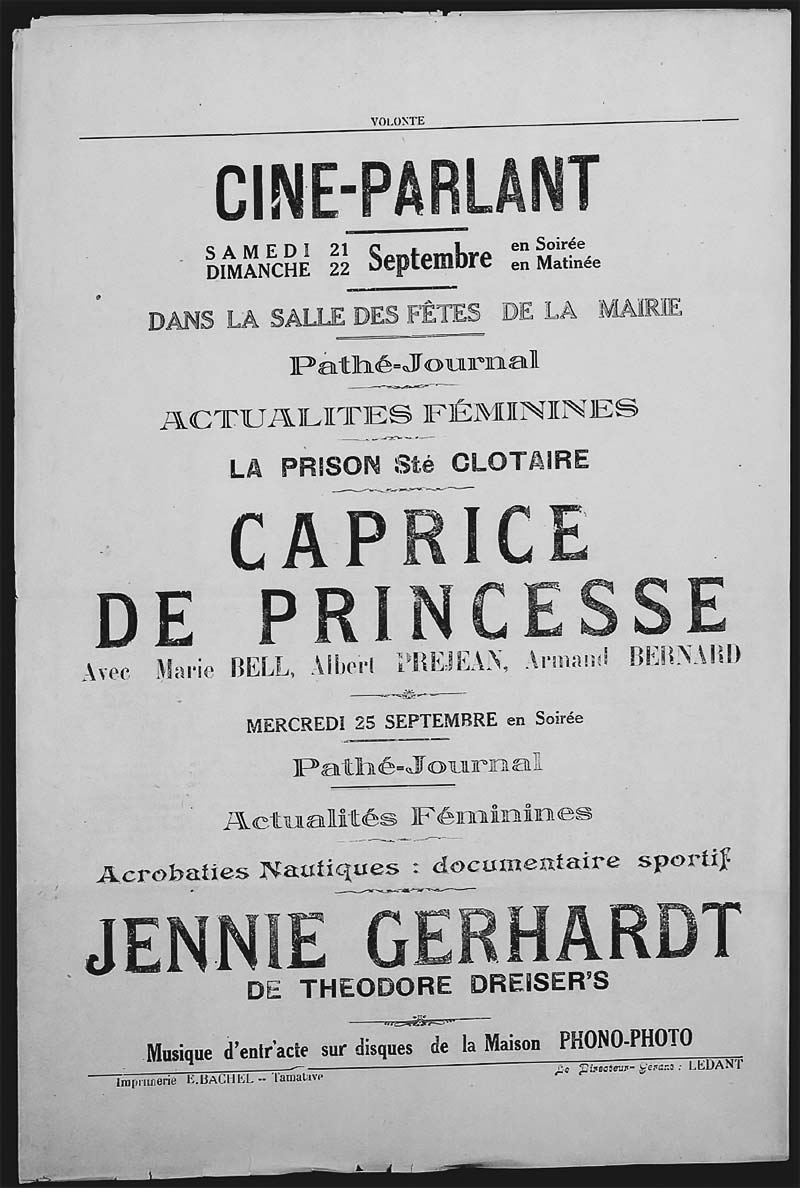 VOLONTE
CINE-PARLANT
SAMEDI 21 Septembre en Soirée
DIMANCHE 22 en Matinée
DANS LA SALLE DES FÊTES DE LA MAIRIE
Pathé-Journal
ACTUALITES FÉMININES
LA PRISON Sté CLOTAIRE
CAPRICE
DE PRINCESSE
Avec Marie BELL, Albert PREJEAN, Armand BERNARD
MERCREDI 25 SEPTEMBRE en Soirée
Pathé-Journal
Actualités Féminines
Acrobaties Nautiques : documentaire sportif
JENNIE GERHARDT
DE THEODORE DREISER'S
Musique d'entr'acte sur disques de la Maison PHONO-PHOTO
Imprimerie E. BACHEL -- Tamatave
Le Directeur-Gérant : LEDANT